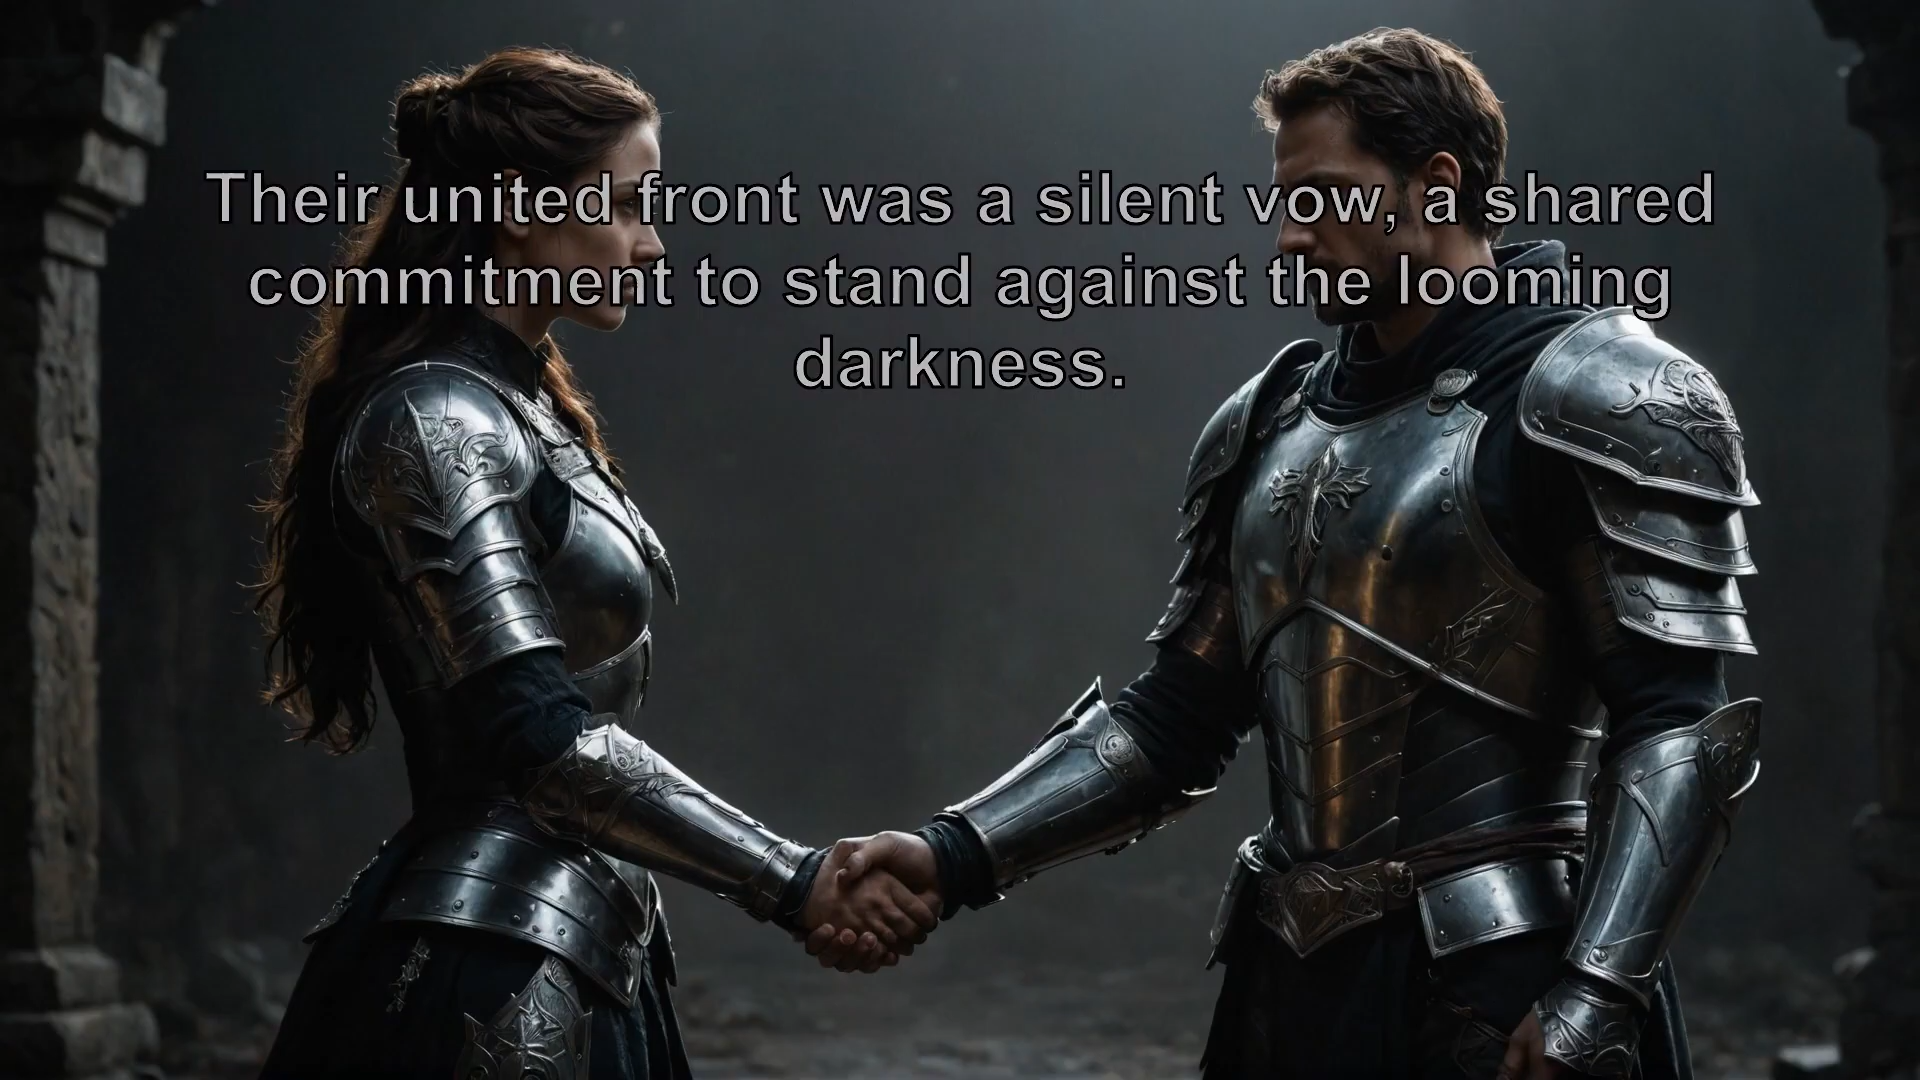 Their united front was a silent vow, a shared
commitment to stand against the looming
darkness.